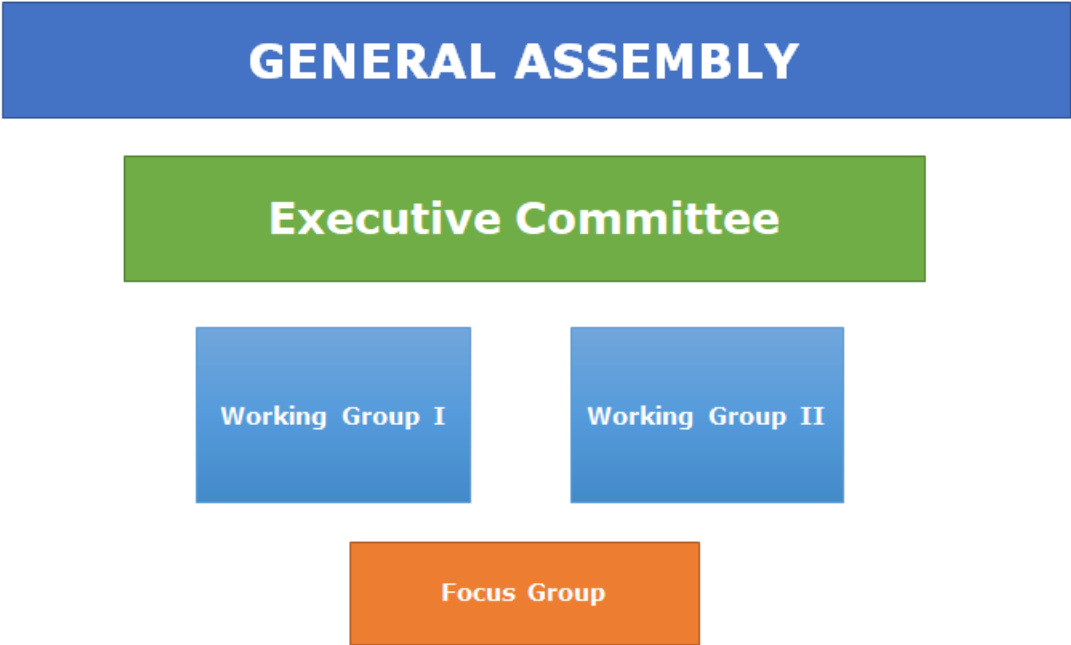 GENERAL ASSEMBLY
Executive Committee
Working Group I
Working Group II
Focus Group